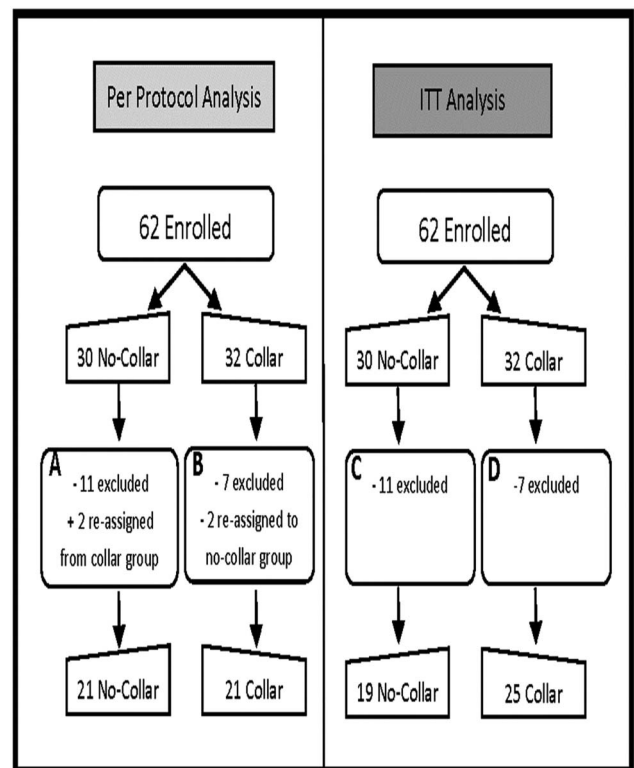 Per Protocol Analysis
62 Enrolled
30 No-Collar
32 Collar
A
- 11 excluded
+ 2 re-assigned
from collar group
B
- 7 excluded
- 2 re-assigned to
no-collar group
21 No-Collar
21 Collar
ITT Analysis
62 Enrolled
30 No-Collar
32 Collar
C
- 11 excluded
D
-7 excluded
19 No-Collar
25 Collar